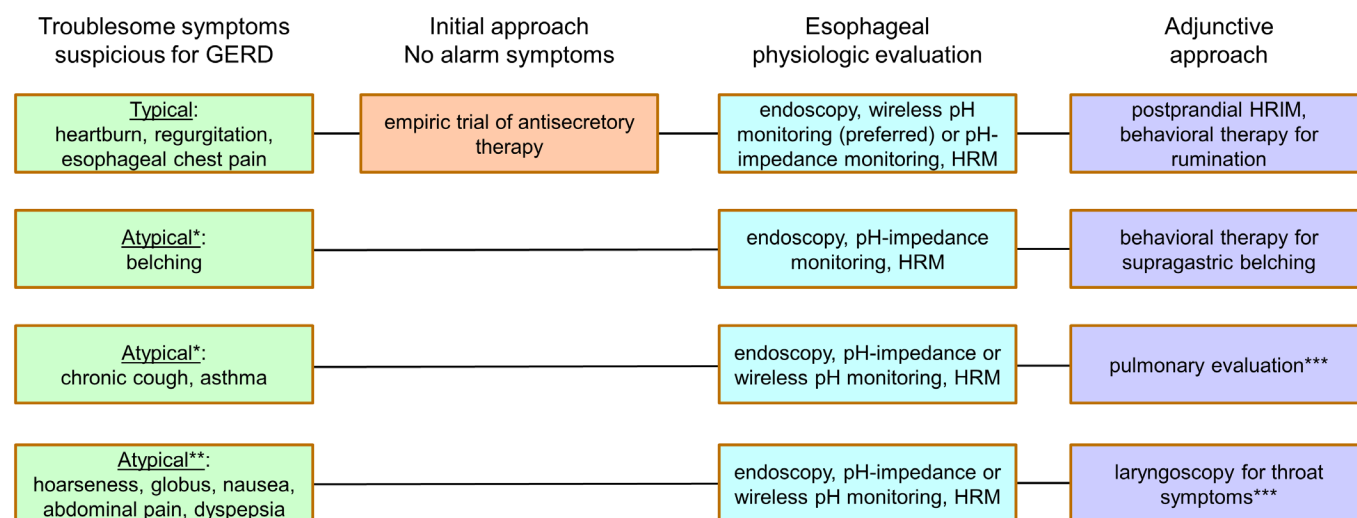 Troublesome symptoms
suspicious for GERD
Initial approach
No alarm symptoms
Esophageal
physiologic evaluation
Adjunctive
approach
Typical:
heartburn, regurgitation,
esophageal chest pain
empiric trial of antisecretory
therapy
endoscopy, wireless pH
monitoring (preferred) or pH-
impedance monitoring, HRM
postprandial HRIM,
behavioral therapy for
rumination
Atypical*:
belching
endoscopy, pH-impedance
monitoring, HRM
behavioral therapy for
supragastric belching
Atypical*:
chronic cough, asthma
endoscopy, pH-impedance or
wireless pH monitoring, HRM
pulmonary evaluation***
Atypical**:
hoarseness, globus, nausea,
abdominal pain, dyspepsia
endoscopy, pH-impedance or
wireless pH monitoring, HRM
laryngoscopy for throat
symptoms***